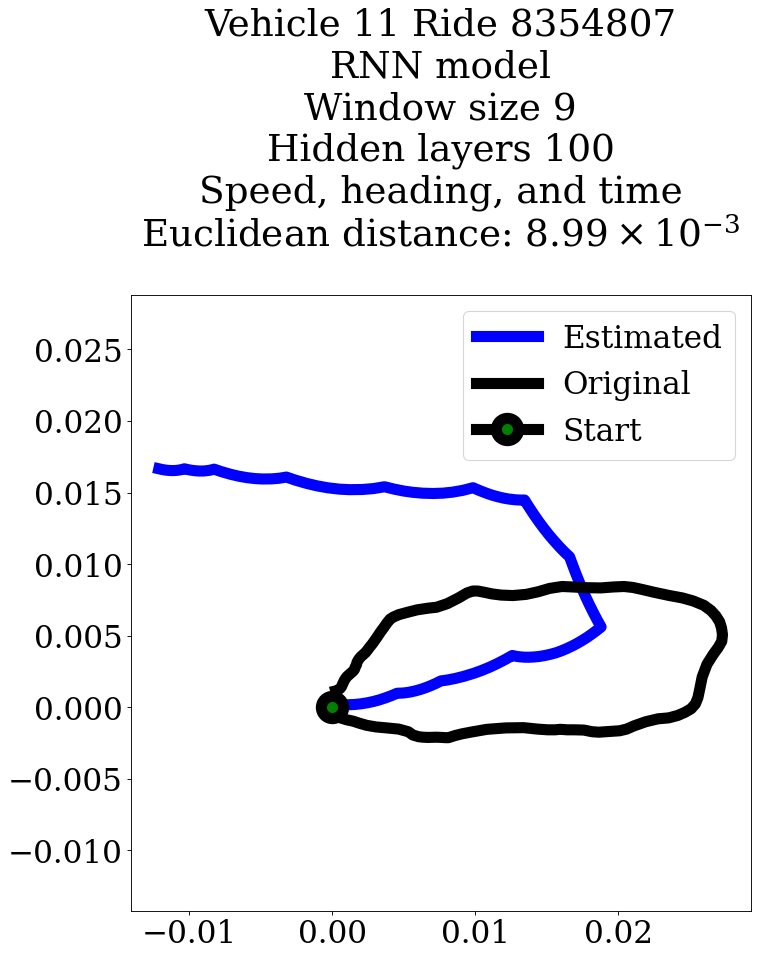 Vehicle 11 Ride 8354807
RNN model
Window size 9
Hidden layers 100
Speed, heading, and time
Euclidean distance: 8.99 × 10⁻³
Estimated
Original
Start
0.025
0.020
0.015
0.010
0.005
0.000
−0.005
−0.010
−0.01 0.00 0.01 0.02